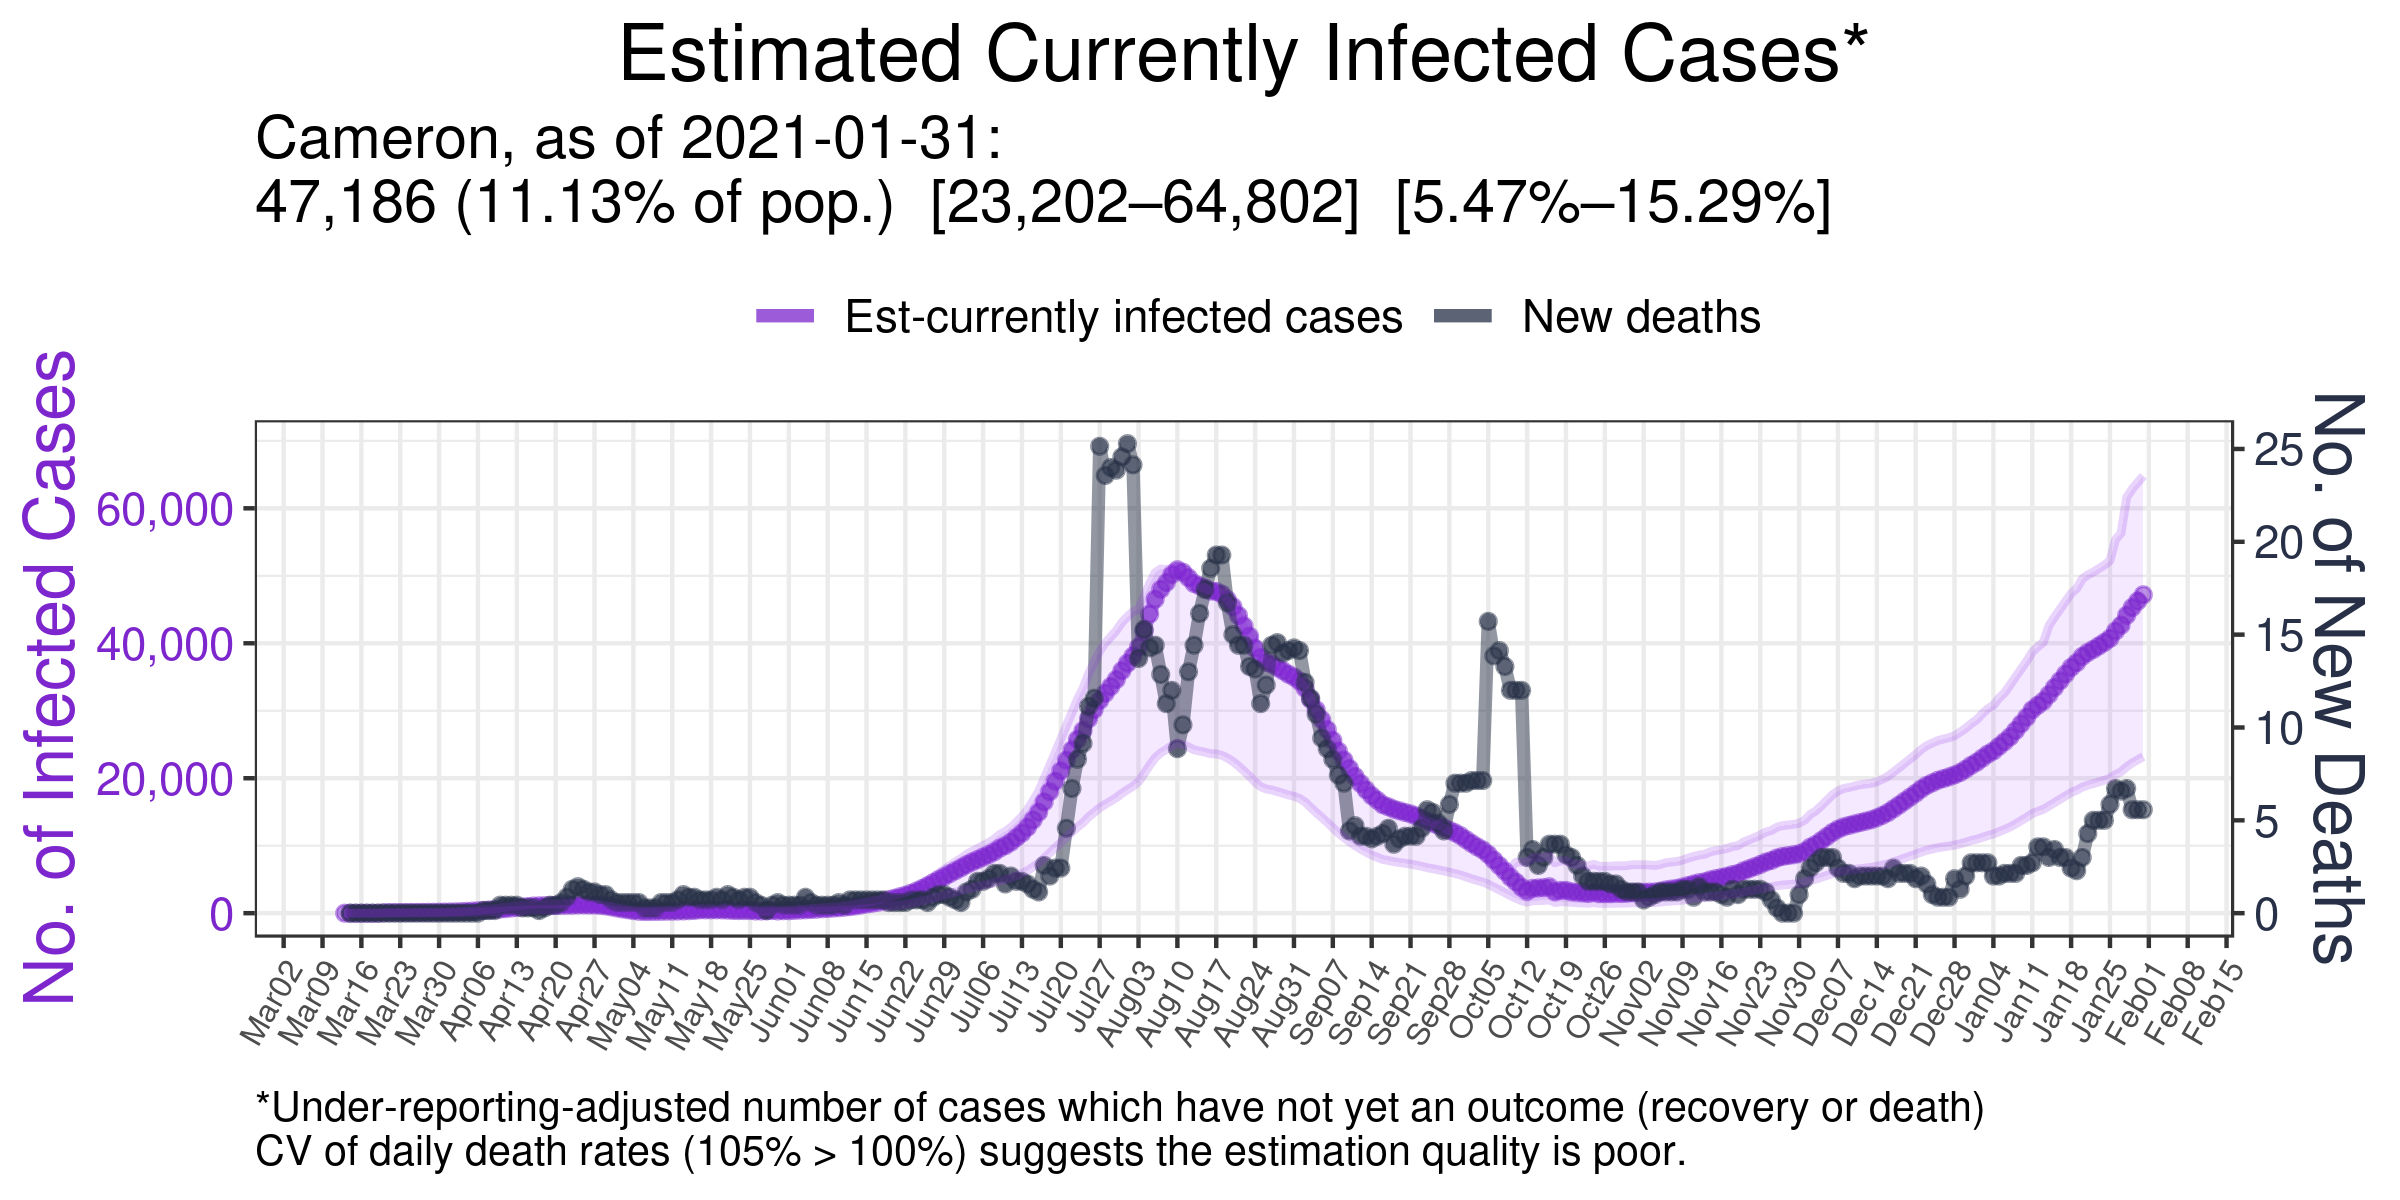 Estimated Currently Infected Cases*
Cameron, as of 2021-01-31:
47,186 (11.13% of pop.) [23,202–64,802] [5.47%–15.29%]
Est-currently infected cases
New deaths
No. of Infected Cases
60,000
40,000
20,000
0
25
20
15
10
5
0
No. of New Deaths
Mar02
Mar09
Mar16
Mar23
Mar30
Apr06
Apr13
Apr20
Apr27
May04
May11
May18
May25
Jun01
Jun08
Jun15
Jun22
Jun29
Jul06
Jul13
Jul20
Jul27
Aug03
Aug10
Aug17
Aug24
Aug31
Sep07
Sep14
Sep21
Sep28
Oct05
Oct12
Oct19
Oct26
Nov02
Nov09
Nov16
Nov23
Nov30
Dec07
Dec14
Dec21
Dec28
Jan04
Jan11
Jan18
Jan25
Feb01
Feb08
Feb15
*Under-reporting-adjusted number of cases which have not yet an outcome (recovery or death)
CV of daily death rates (105% > 100%) suggests the estimation quality is poor.